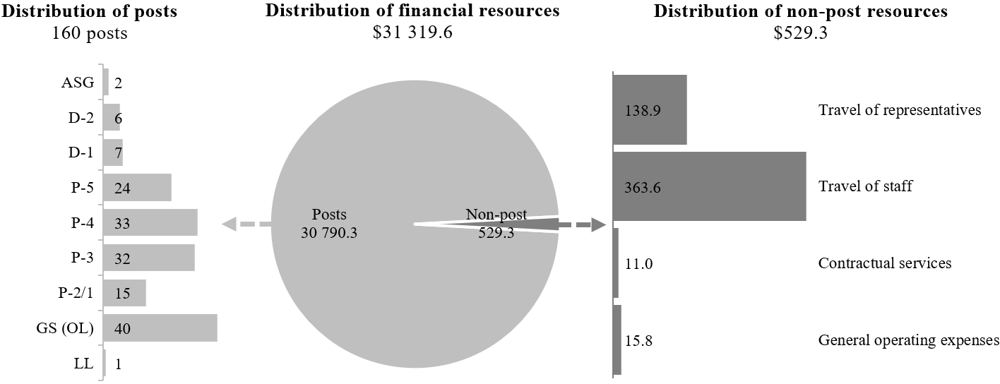 Distribution of posts
160 posts
ASG 2
D-2 6
D-1 7
P-5 24
P-4 33
P-3 32
P-2/1 15
GS (OL) 40
LL 1
Distribution of financial resources
$31 319.6
Posts
30 790.3
Non-post
529.3
Distribution of non-post resources
$529.3
138.9 Travel of representatives
363.6 Travel of staff
11.0 Contractual services
15.8 General operating expenses